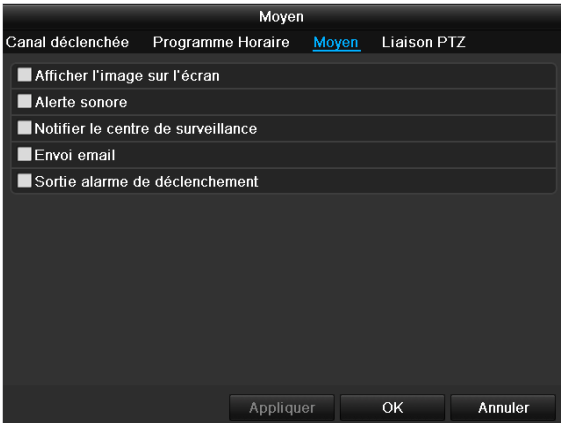 Moyen
Canal déclenchée Programme Horaire Moyen Liaison PTZ
Afficher l'image sur l'écran
Alerte sonore
Notifier le centre de surveillance
Envoi email
Sortie alarme de déclenchement
Appliquer OK Annuler